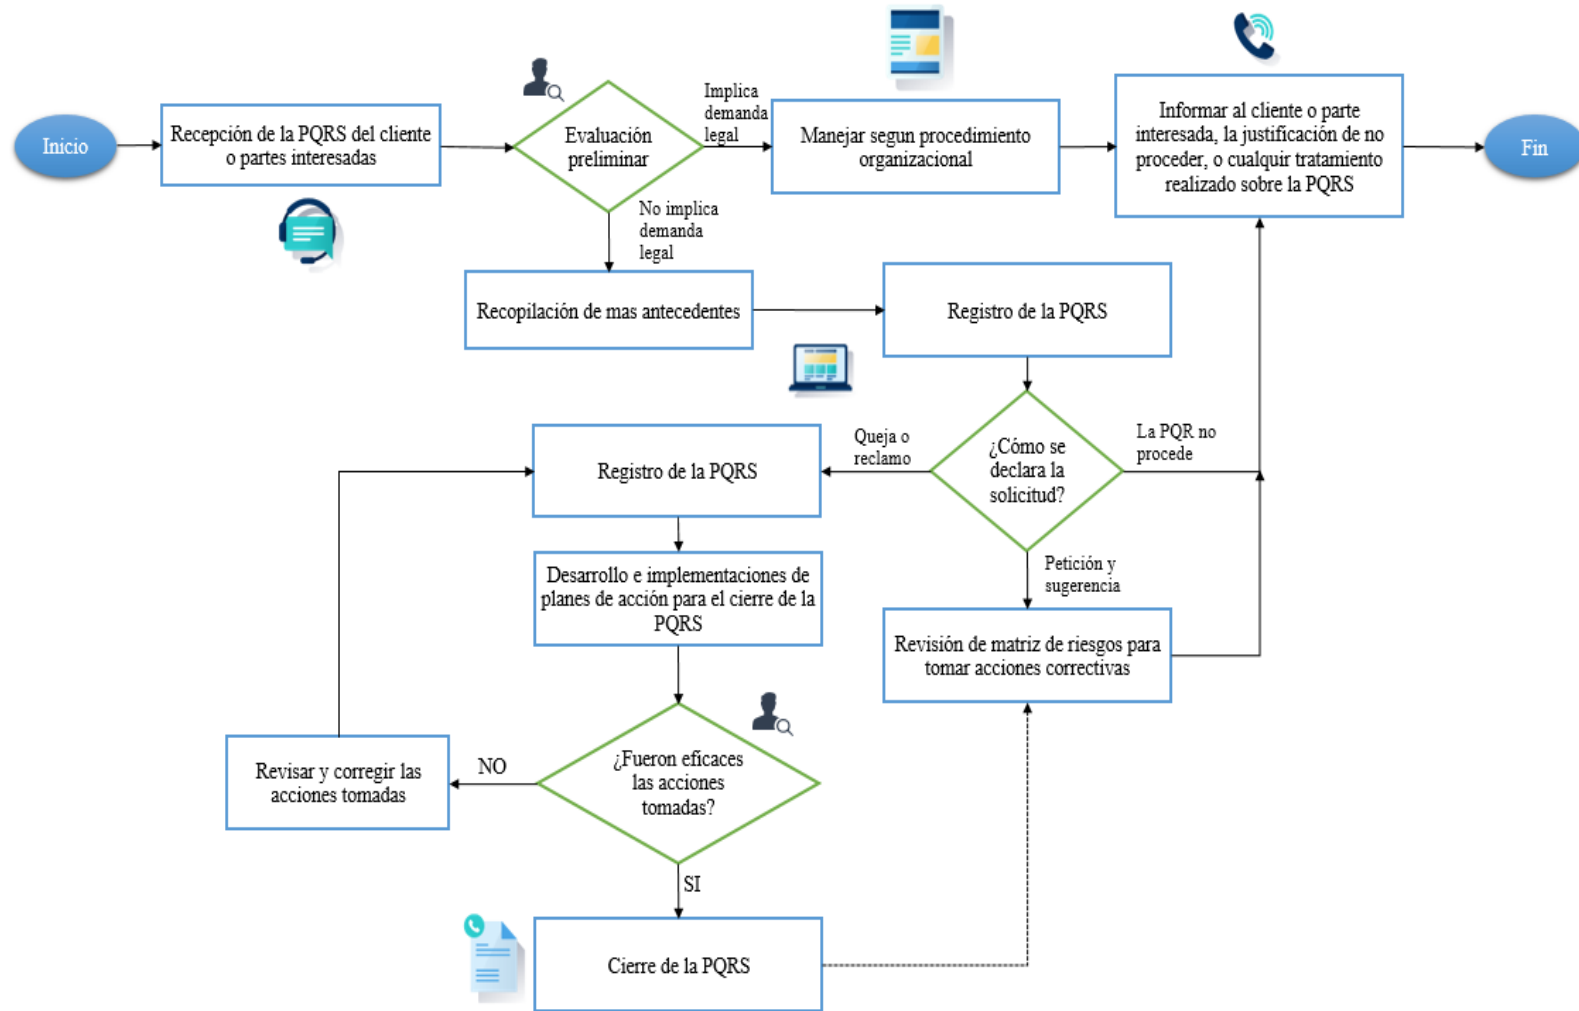 Inicio
Recepción de la PQRS del cliente
o partes interesadas
Evaluación
preliminar
Implica
demanda
legal
Manejar segun procedimiento
organizacional
Informar al cliente o parte
interesada, la justificación de no
proceder, o cualquir tratamiento
realizado sobre la PQRS
Fin
No implica
demanda
legal
Recopilación de mas antecedentes
Registro de la PQRS
¿Cómo se
declara la
solicitud?
La PQR no
procede
Queja o
reclamo
Registro de la PQRS
Petición y
sugerencia
Desarrollo e implementaciones de
planes de acción para el cierre de la
PQRS
Revisión de matriz de riesgos para
tomar acciones correctivas
¿Fueron eficaces
las acciones
tomadas?
NO
Revisar y corregir las
acciones tomadas
SI
Cierre de la PQRS